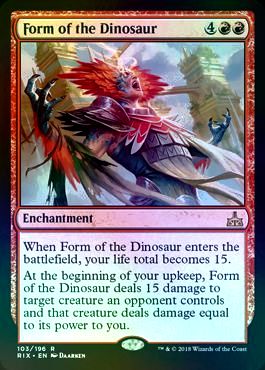 Form of the Dinosaur 4
Enchantment
When Form of the Dinosaur enters the
battlefield, your life total becomes 15.
At the beginning of your upkeep, Form
of the Dinosaur deals 15 damage to
target creature an opponent controls
and that creature deals damage equal
to its power to you.
103/196 R
RIX • EN DAARKEN
™ & © 2018 Wizards of the Coast